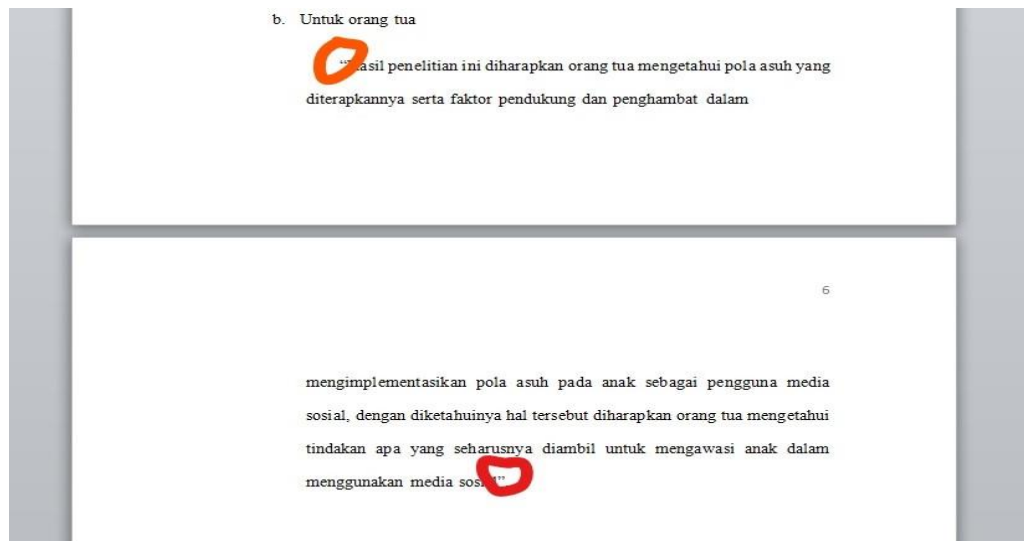 b. Untuk orang tua
“Hasil penelitian ini diharapkan orang tua mengetahui pola asuh yang
diterapkannya serta faktor pendukung dan penghambat dalam
6
mengimplementasikan pola asuh pada anak sebagai pengguna media
sosial, dengan diketahuinya hal tersebut diharapkan orang tua mengetahui
tindakan apa yang seharusnya diambil untuk mengawasi anak dalam
menggunakan media sosial”